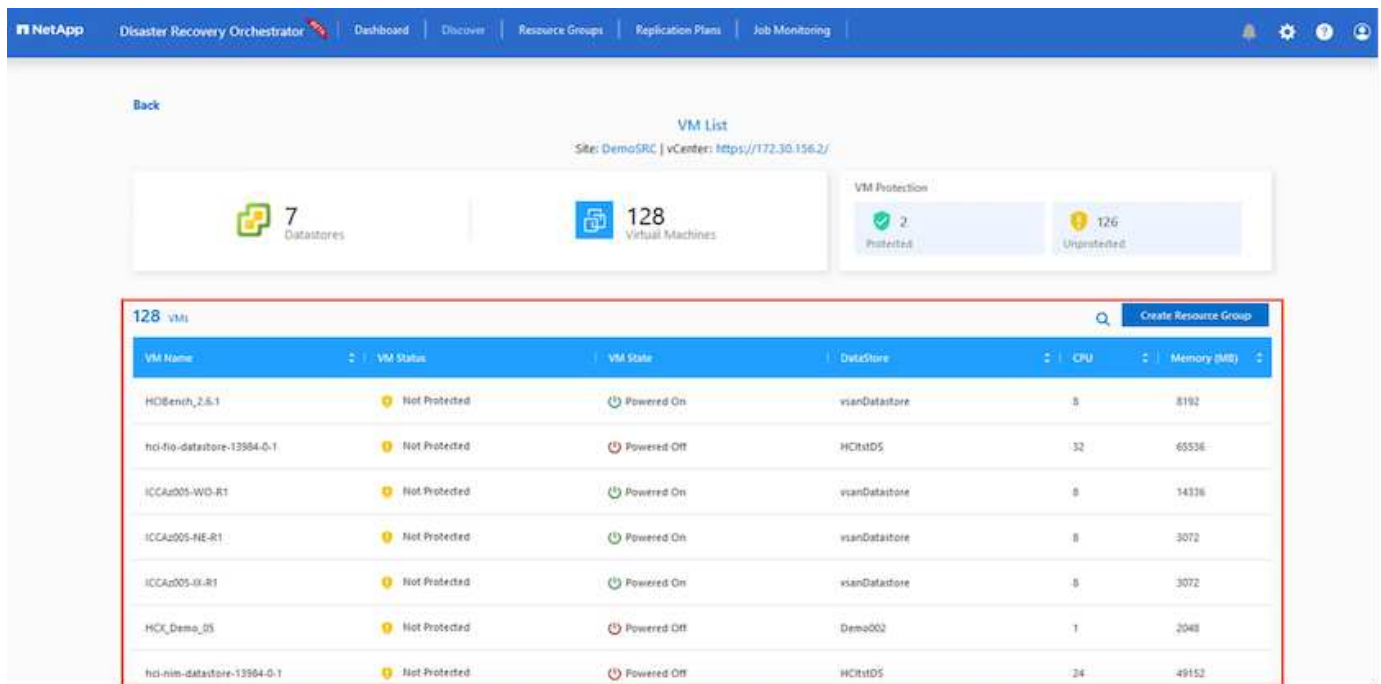 NetApp Disaster Recovery Orchestrator Dashboard Discover Resource Groups Replication Plans Job Monitoring
Back
VM List
Site: DemoSRC | vCenter: https://172.30.156.2/
7
Datastores
128
Virtual Machines
VM Protection
2
Protected
126
Unprotected
128 VMs
Create Resource Group
VM Name VM Status VM State DataStore CPU Memory (MB)
HCIBench_2.6.1 Not Protected Powered On vsanDatastore 8 8192
hci-fio-datastore-13984-0-1 Not Protected Powered Off HCItstDS 32 65536
ICCAz005-WO-R1 Not Protected Powered On vsanDatastore 8 14336
ICCAz005-NE-R1 Not Protected Powered On vsanDatastore 8 3072
ICCAz005-IX-R1 Not Protected Powered On vsanDatastore 8 3072
HCX_Demo_05 Not Protected Powered Off Demo002 1 2048
hci-nim-datastore-13984-0-1 Not Protected Powered Off HCItstDS 24 49152